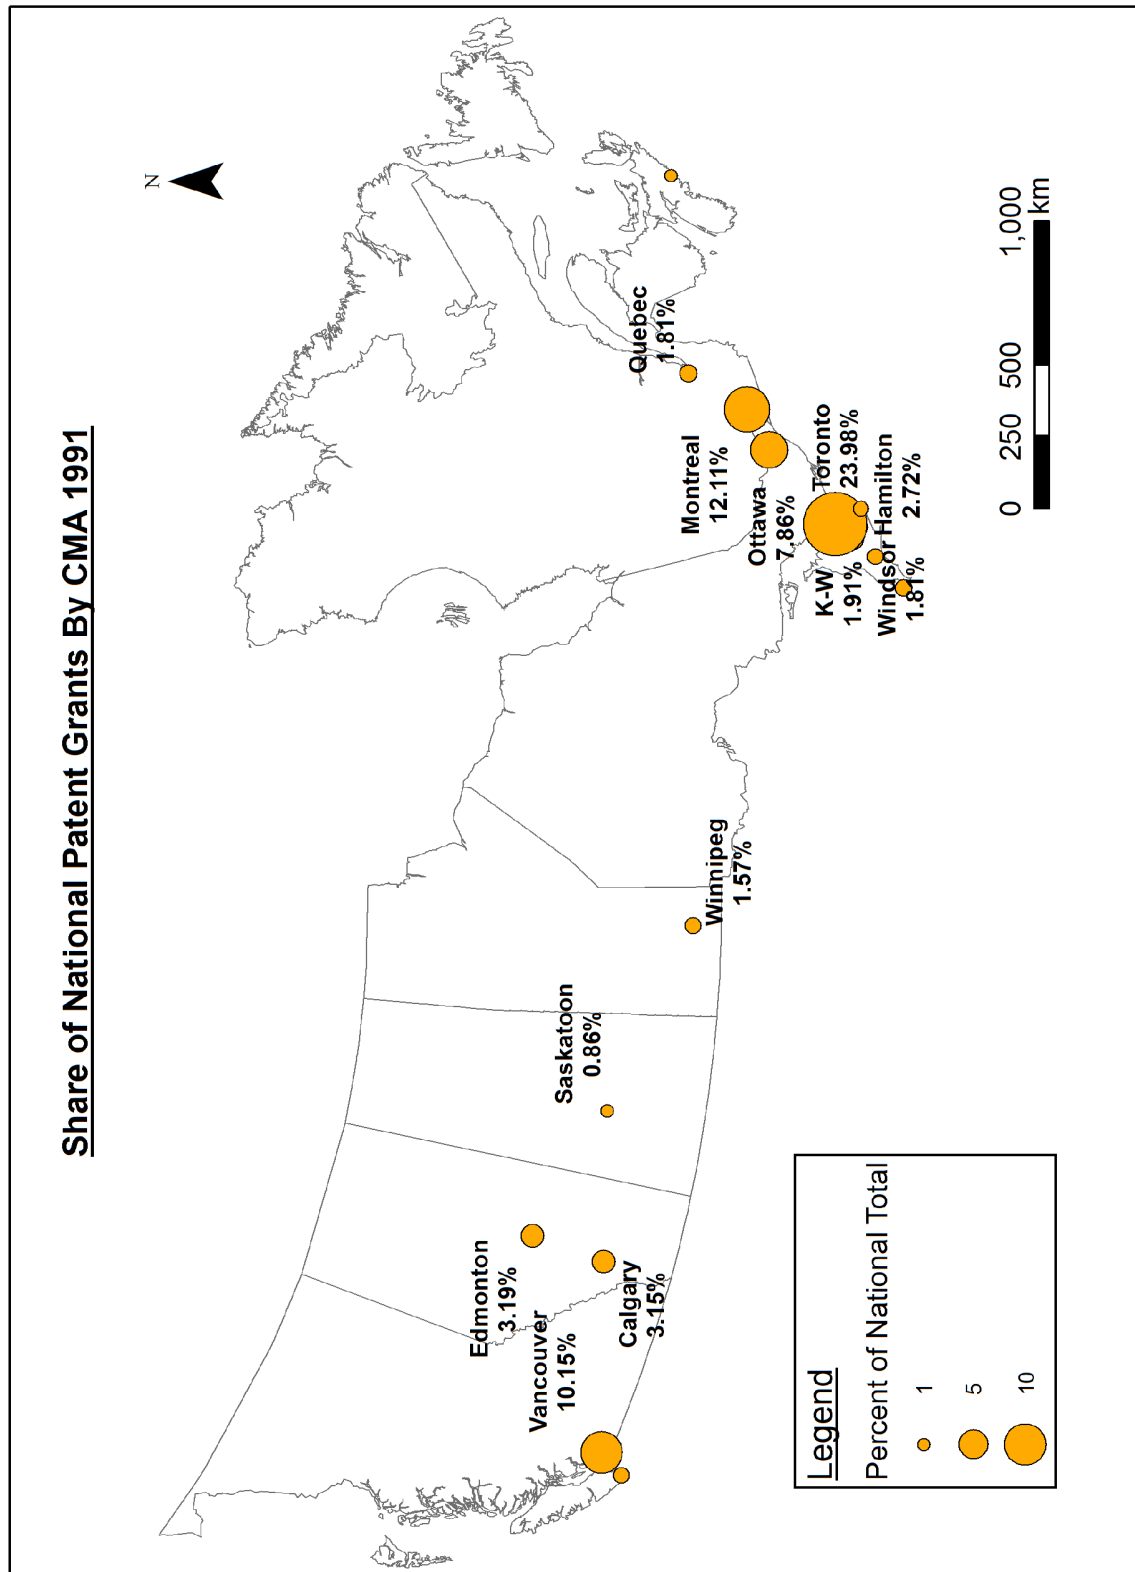 Share of National Patent Grants By CMA 1991
N
Edmonton
3.19%
Vancouver
10.15%
Calgary
3.15%
Saskatoon
0.86%
Winnipeg
1.57%
Quebec
1.81%
Montreal
12.11%
Ottawa
7.86%
Toronto
23.98%
K-W
1.91%
Hamilton
2.72%
Windsor
1.81%
Legend
Percent of National Total
1
5
10
0 250 500 1,000
km